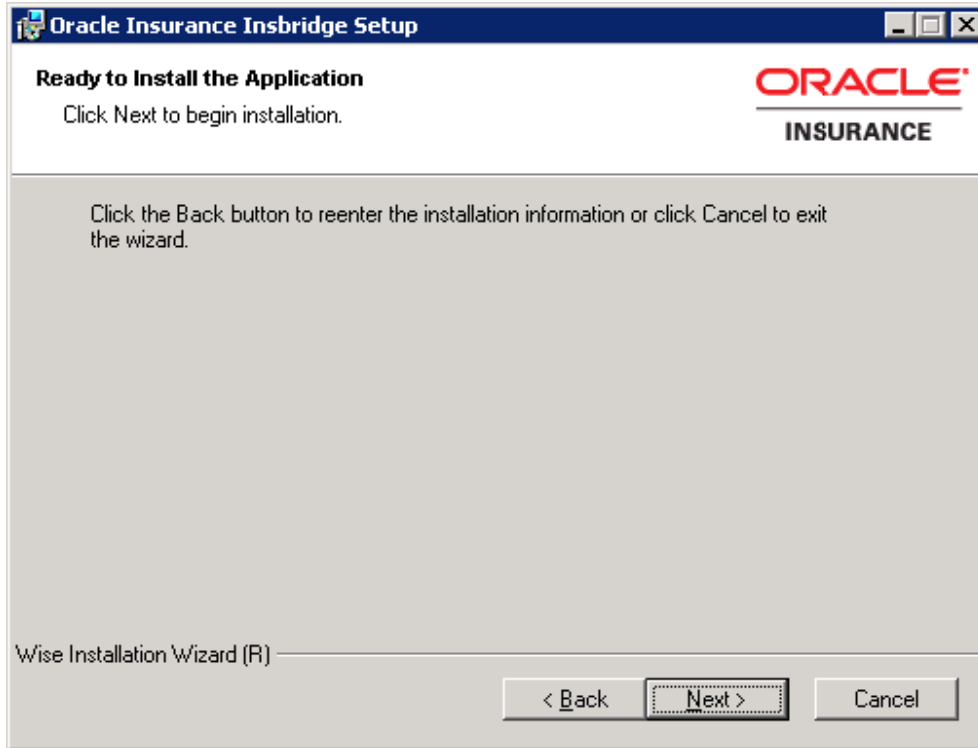 Oracle Insurance Insbridge Setup
Ready to Install the Application
Click Next to begin installation.
ORACLE
INSURANCE
Click the Back button to reenter the installation information or click Cancel to exit
the wizard.
Wise Installation Wizard (R)
< Back
Next >
Cancel